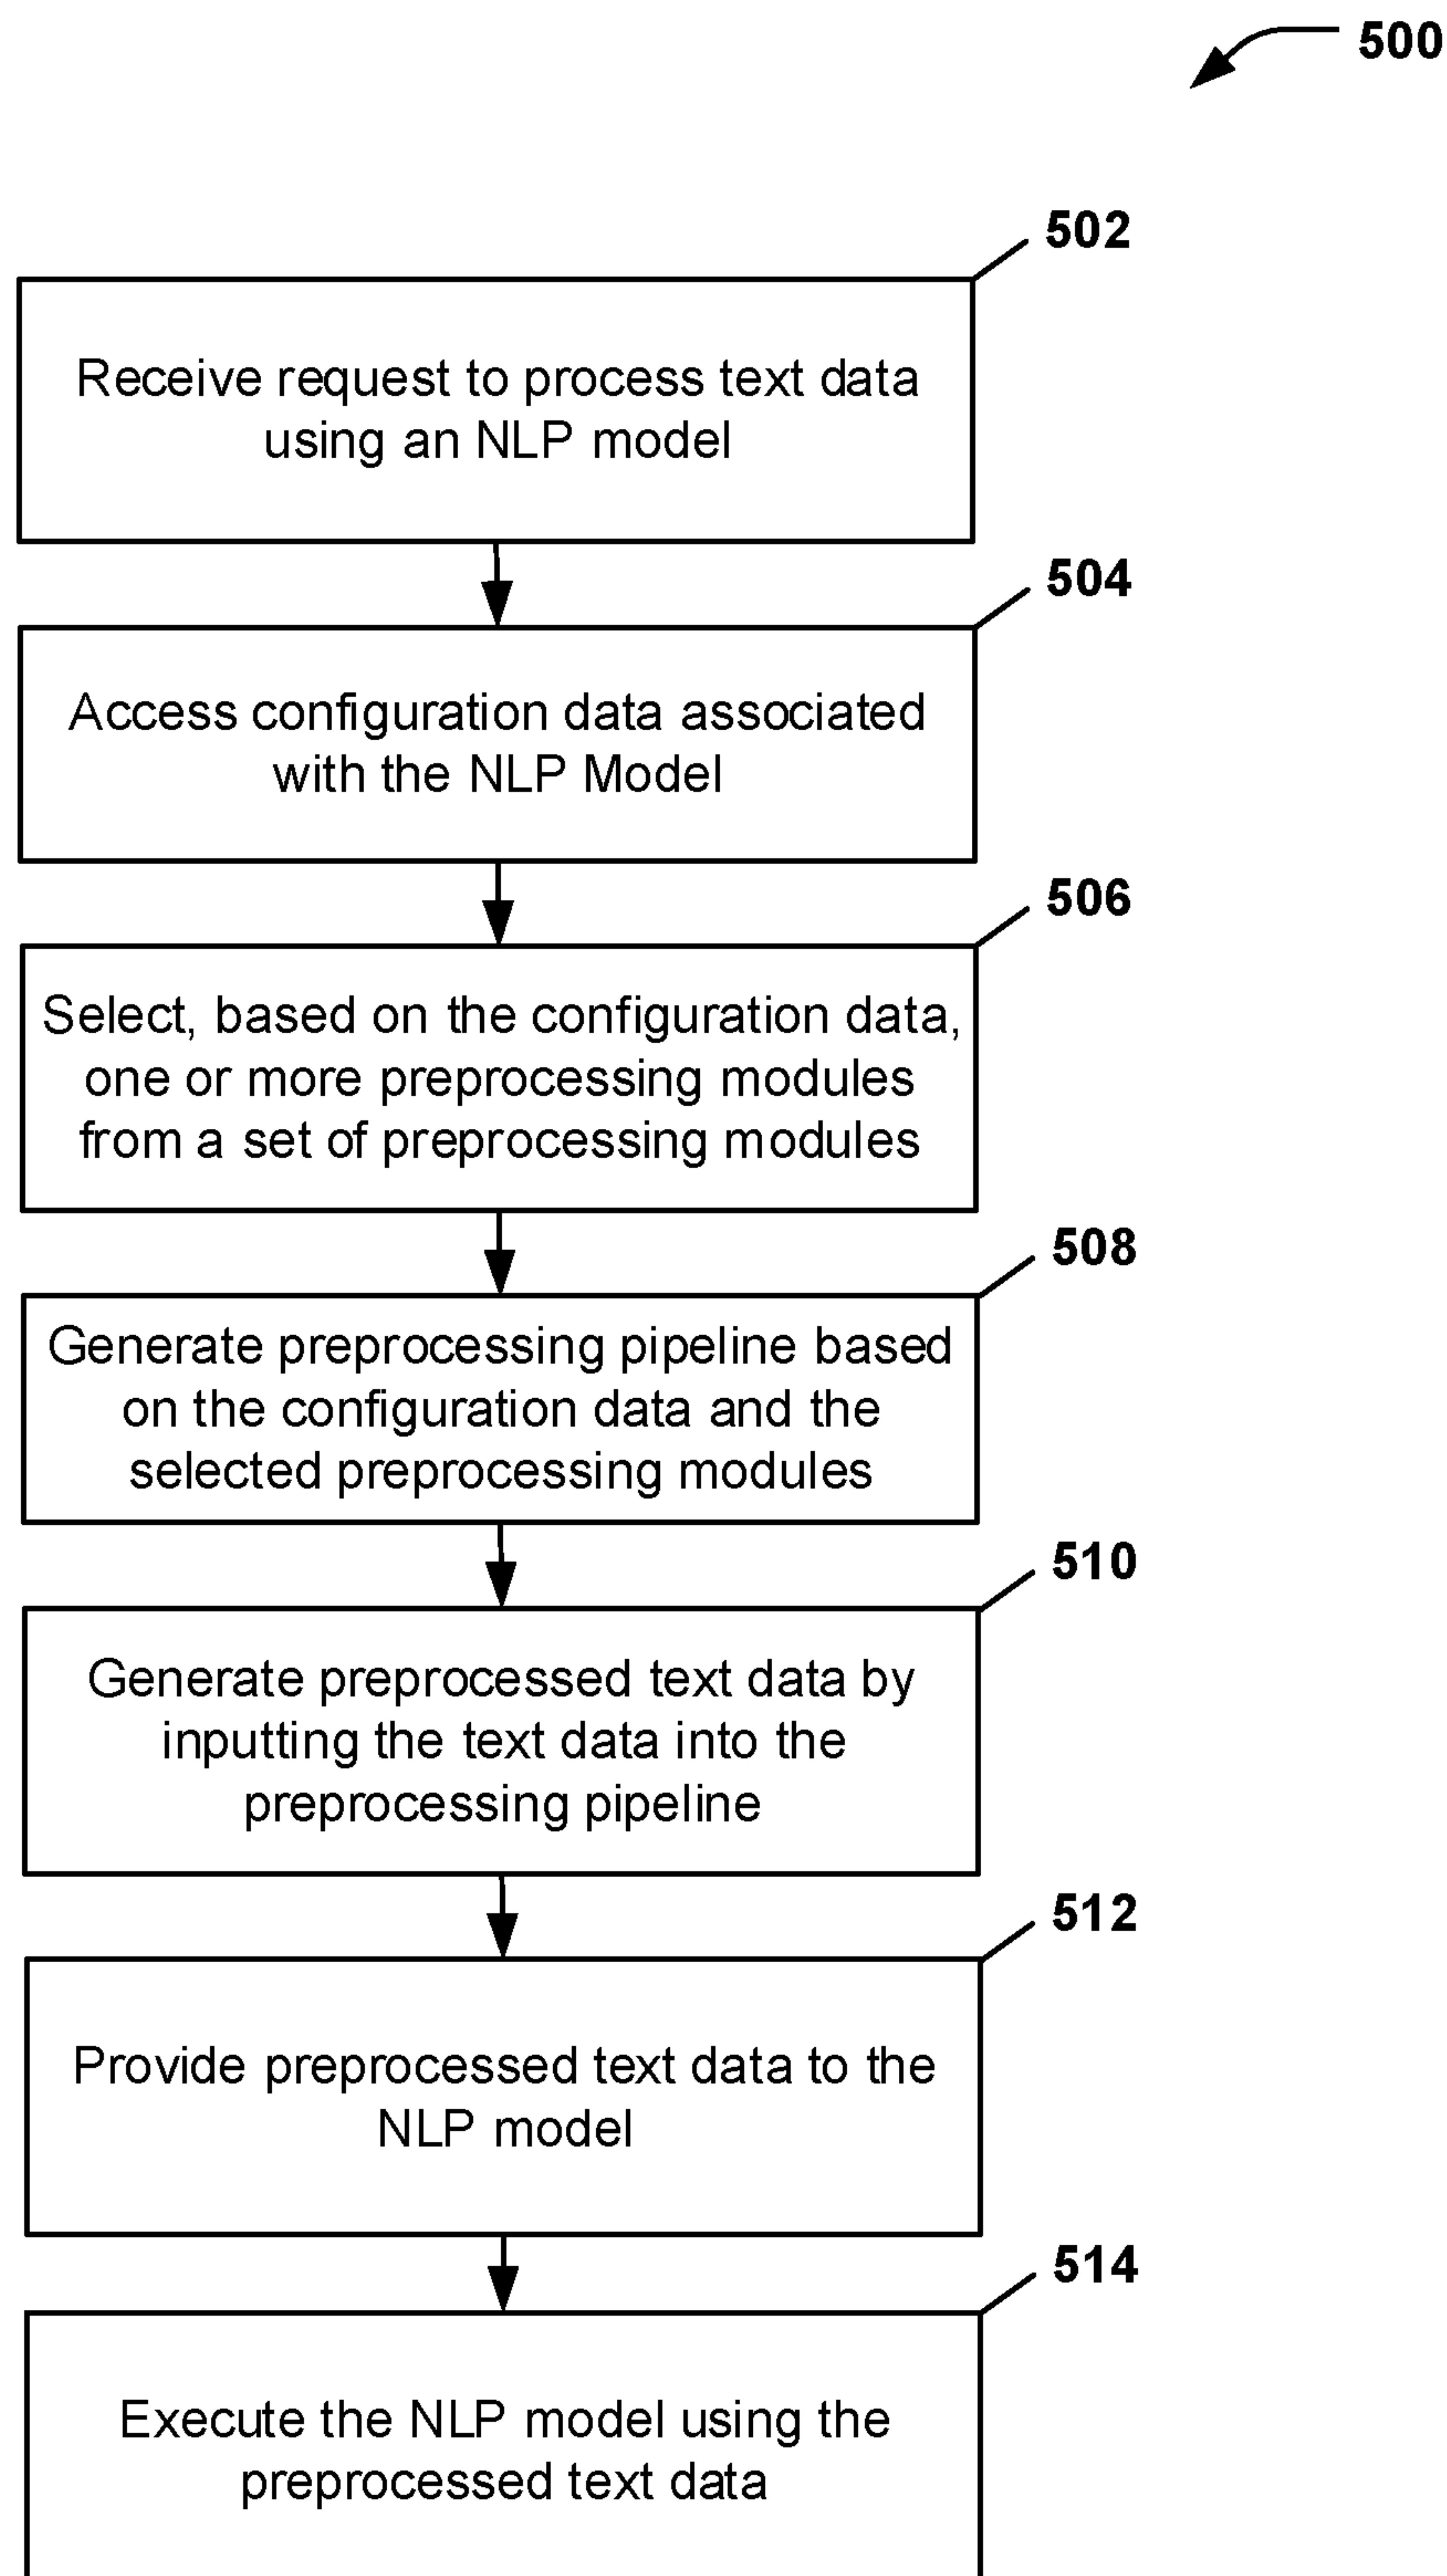 500
502
Receive request to process text data
using an NLP model
504
Access configuration data associated
with the NLP Model
506
Select, based on the configuration data,
one or more preprocessing modules
from a set of preprocessing modules
508
Generate preprocessing pipeline based
on the configuration data and the
selected preprocessing modules
510
Generate preprocessed text data by
inputting the text data into the
preprocessing pipeline
512
Provide preprocessed text data to the
NLP model
514
Execute the NLP model using the
preprocessed text data